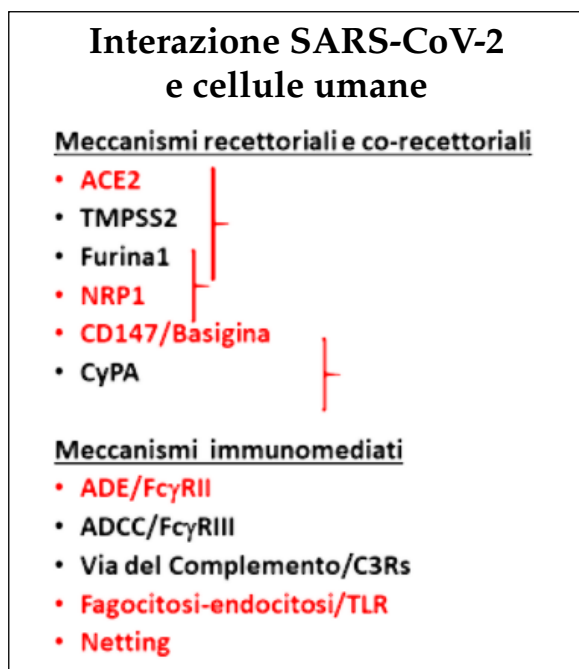 Interazione SARS-CoV-2
e cellule umane
Meccanismi recettoriali e co-recettoriali
• ACE2
• TMPSS2
• Furina1
• NRP1
• CD147/Basigina
• CyPA
Meccanismi immunomediati
• ADE/FcγRII
• ADCC/FcγRIII
• Via del Complemento/C3Rs
• Fagocitosi-endocitosi/TLR
• Netting